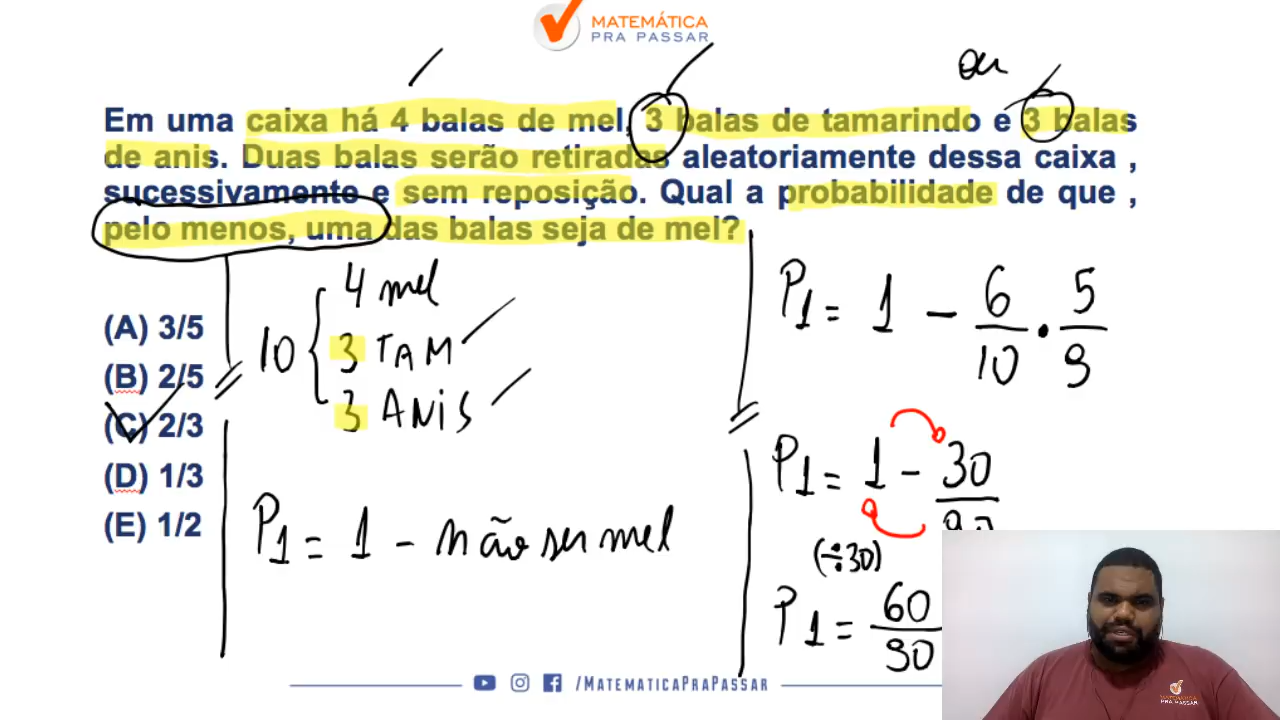 MATEMÁTICA
PRA PASSAR
ou
Em uma caixa há 4 balas de mel, 3 balas de tamarindo e 3 balas
de anis. Duas balas serão retiradas aleatoriamente dessa caixa ,
sucessivamente e sem reposição. Qual a probabilidade de que ,
pelo menos, uma das balas seja de mel?
(A) 3/5
(B) 2/5
(C) 2/3
(D) 1/3
(E) 1/2
10 { 4 mel
3 TAM
3 ANIS
P1 = 1 - não ser mel
P1 = 1 - 6/10 . 5/9
P1 = 1 - 30/90
(÷30)
P1 = 60/90
/MATEMATICAPRAPASSAR
MATEMÁTICA
PRA PASSAR